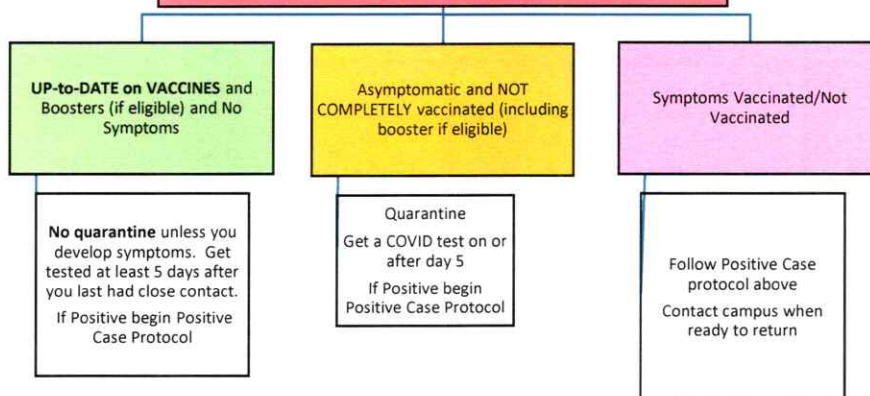 UP-to-DATE on VACCINES and
Boosters (if eligible) and No
Symptoms
Asymptomatic and NOT
COMPLETELY vaccinated (including
booster if eligible)
Symptoms Vaccinated/Not
Vaccinated
No quarantine unless you
develop symptoms. Get
tested at least 5 days after
you last had close contact.
If Positive begin Positive
Case Protocol
Quarantine
Get a COVID test on or
after day 5
If Positive begin
Positive Case Protocol
Follow Positive Case
protocol above
Contact campus when
ready to return